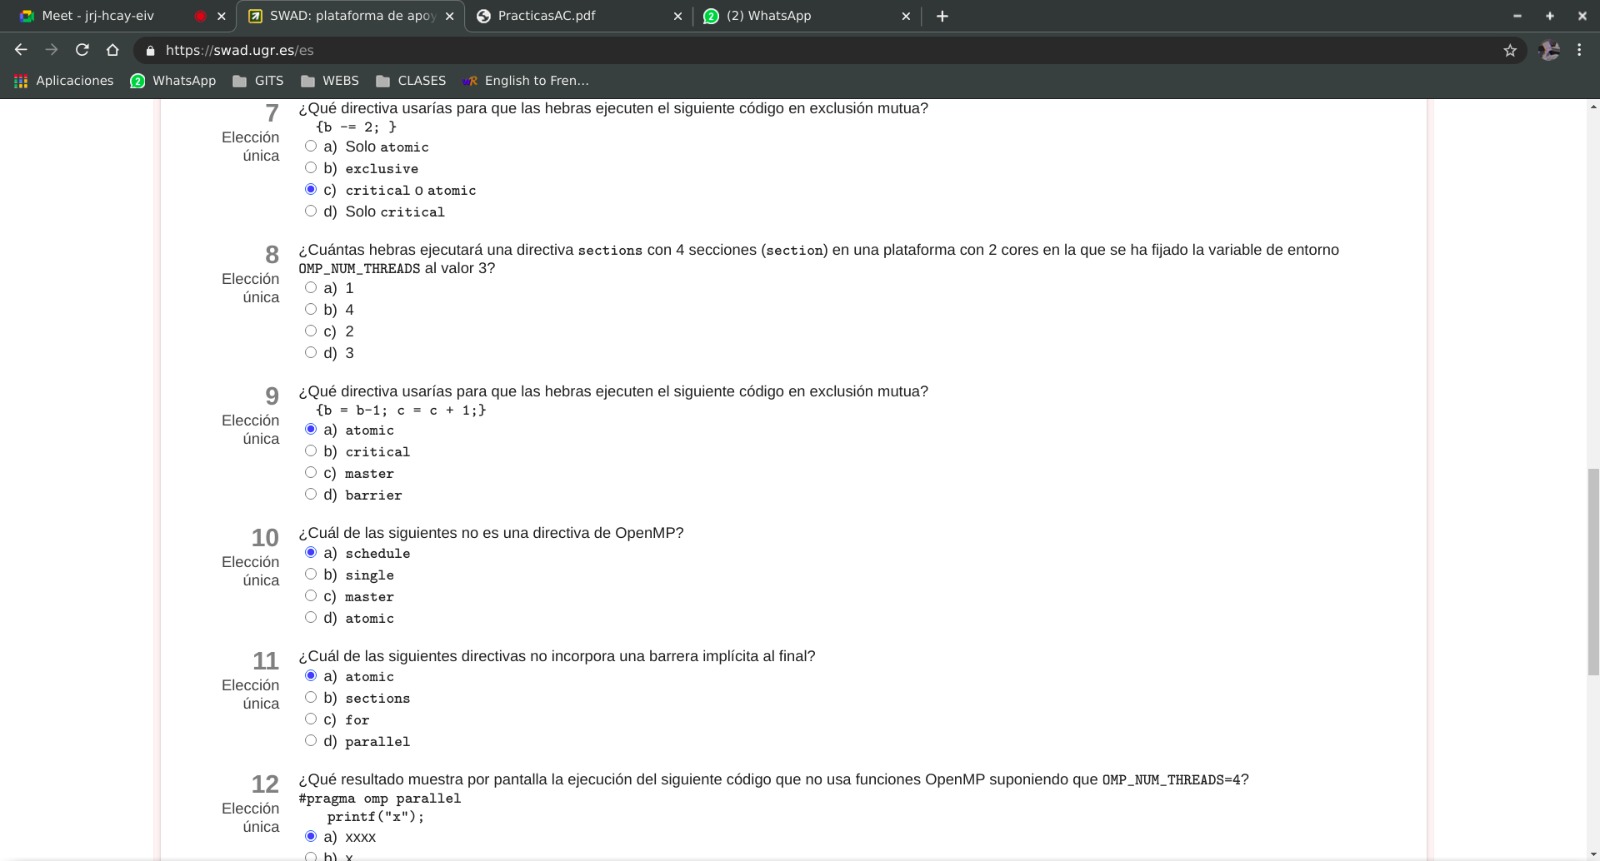 Meet - jrj-hcay-eiv
SWAD: plataforma de apoy
PracticasAC.pdf
(2) WhatsApp
https://swad.ugr.es/es
Aplicaciones
WhatsApp
GITS
WEBS
CLASES
English to Fren...
7
Elección
única
¿Qué directiva usarías para que las hebras ejecuten el siguiente código en exclusión mutua?
{b -= 2; }
a) Solo atomic
b) exclusive
c) critical o atomic
d) Solo critical
8
Elección
única
¿Cuántas hebras ejecutará una directiva sections con 4 secciones (section) en una plataforma con 2 cores en la que se ha fijado la variable de entorno
OMP_NUM_THREADS al valor 3?
a) 1
b) 4
c) 2
d) 3
9
Elección
única
¿Qué directiva usarías para que las hebras ejecuten el siguiente código en exclusión mutua?
{b = b-1; c = c + 1;}
a) atomic
b) critical
c) master
d) barrier
10
Elección
única
¿Cuál de las siguientes no es una directiva de OpenMP?
a) schedule
b) single
c) master
d) atomic
11
Elección
única
¿Cuál de las siguientes directivas no incorpora una barrera implícita al final?
a) atomic
b) sections
c) for
d) parallel
12
Elección
única
¿Qué resultado muestra por pantalla la ejecución del siguiente código que no usa funciones OpenMP suponiendo que OMP_NUM_THREADS=4?
#pragma omp parallel
printf("x");
a) xxxx
b) x